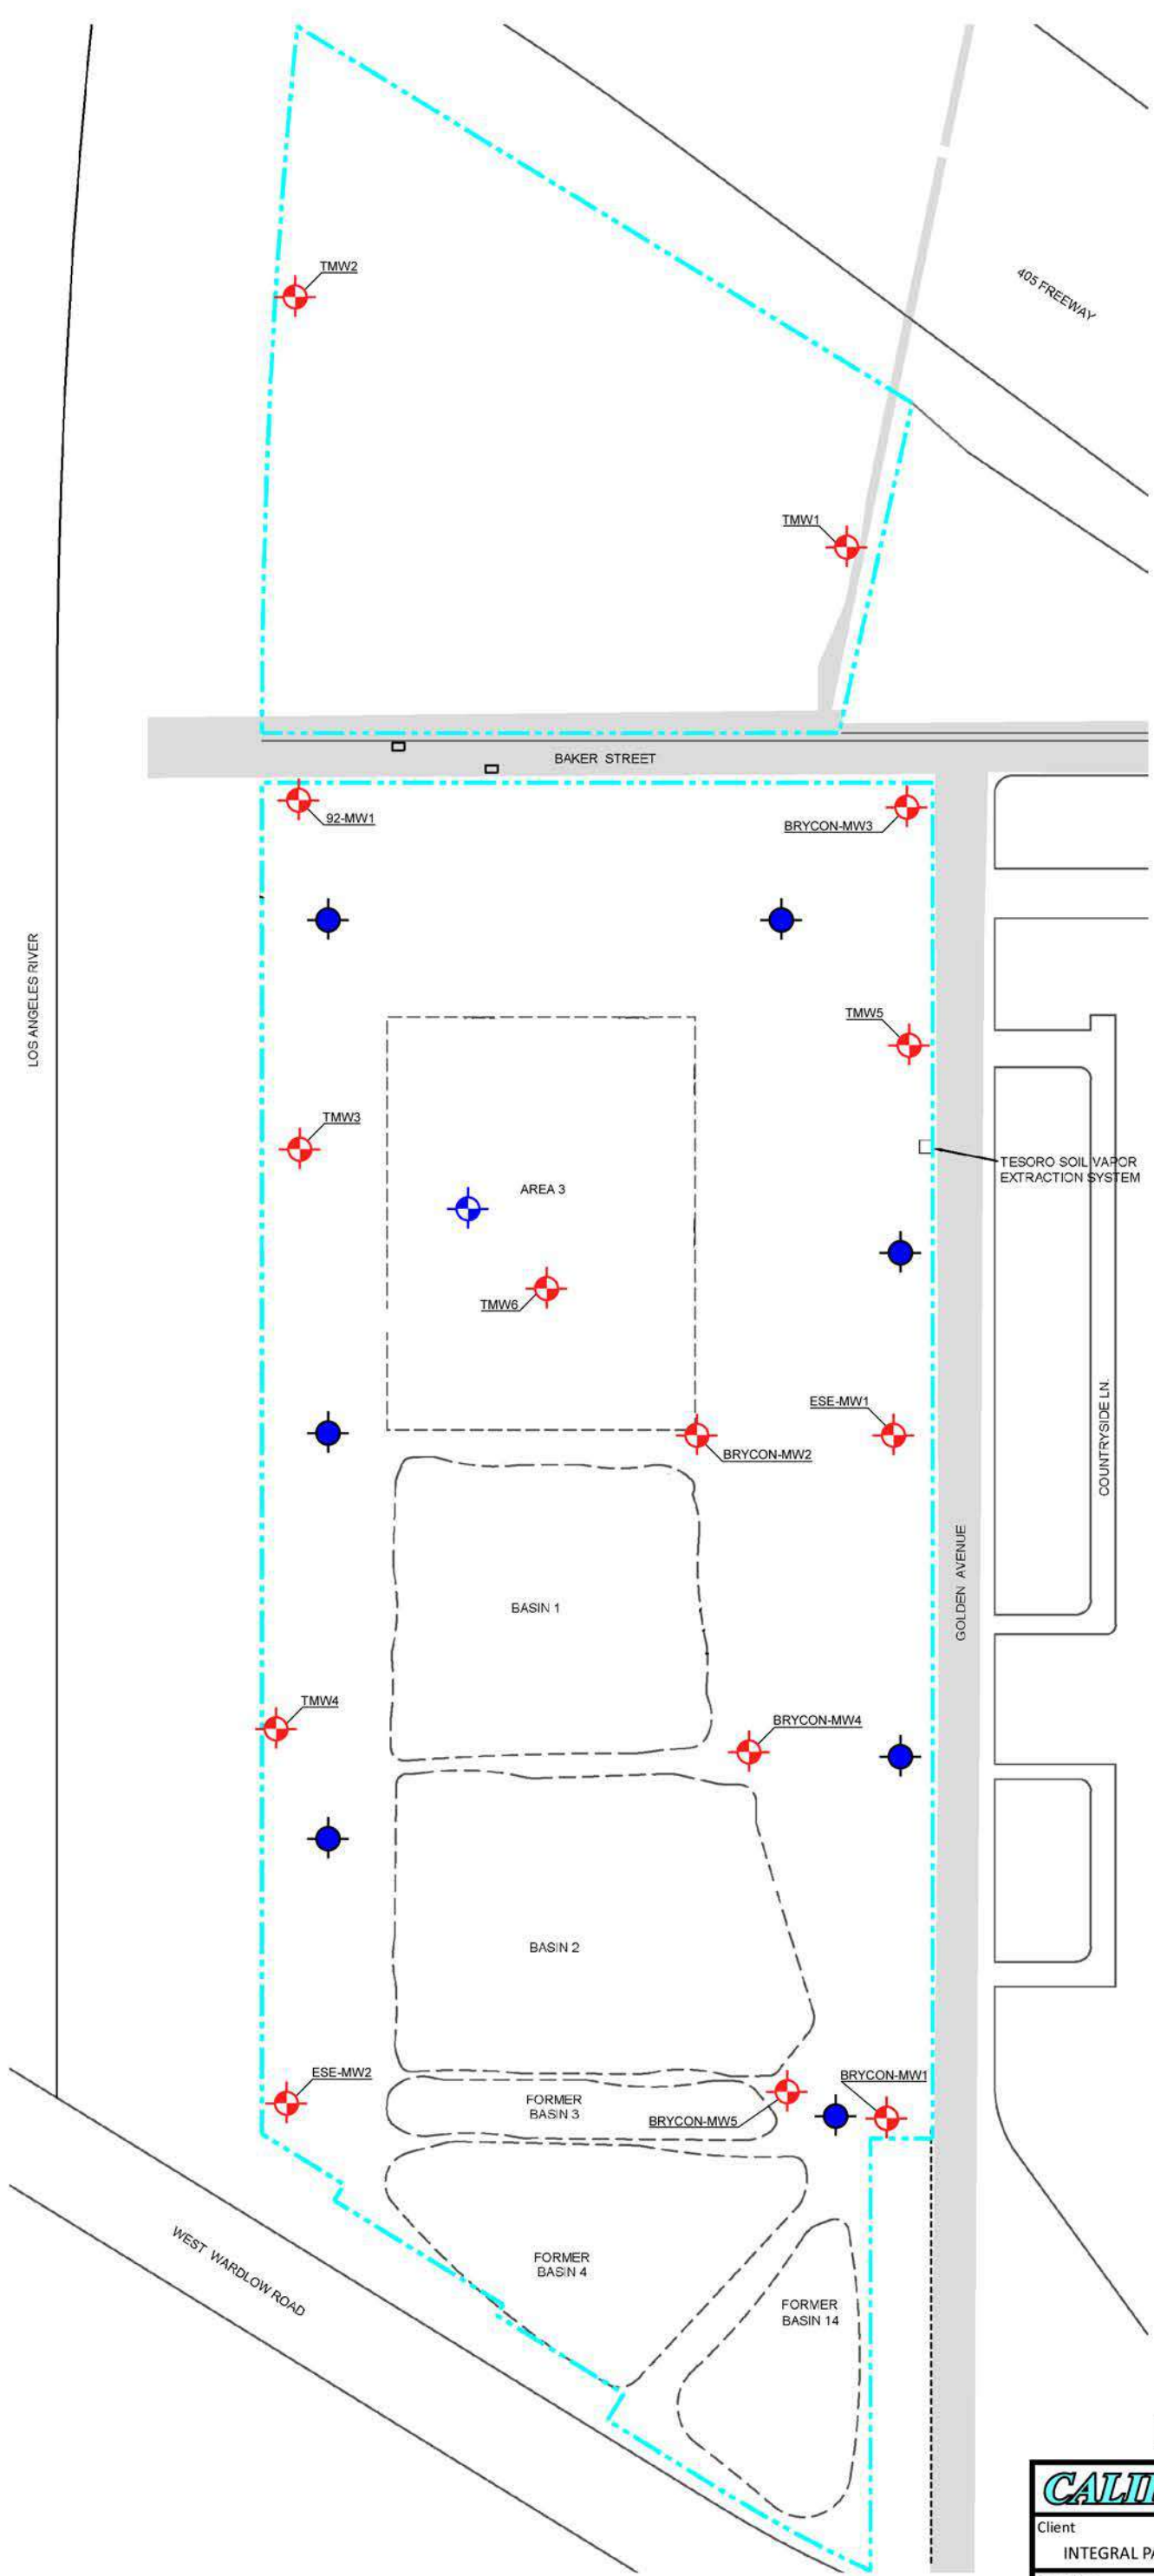 TMW2
405 FREEWAY
TMW1
BAKER STREET
92-MW1
BRYCON-MW3
LOS ANGELES RIVER
TMW5
TMW3
TESORO SOIL VAPOR
EXTRACTION SYSTEM
AREA 3
TMW6
ESE-MW1
BRYCON-MW2
COUNTRYSIDE LN.
GOLDEN AVENUE
BASIN 1
TMW4
BRYCON-MW4
BASIN 2
ESE-MW2
BRYCON-MW1
FORMER
BASIN 3
BRYCON-MW5
WEST WARDLOW ROAD
FORMER
BASIN 4
FORMER
BASIN 14
Client
INTEGRAL